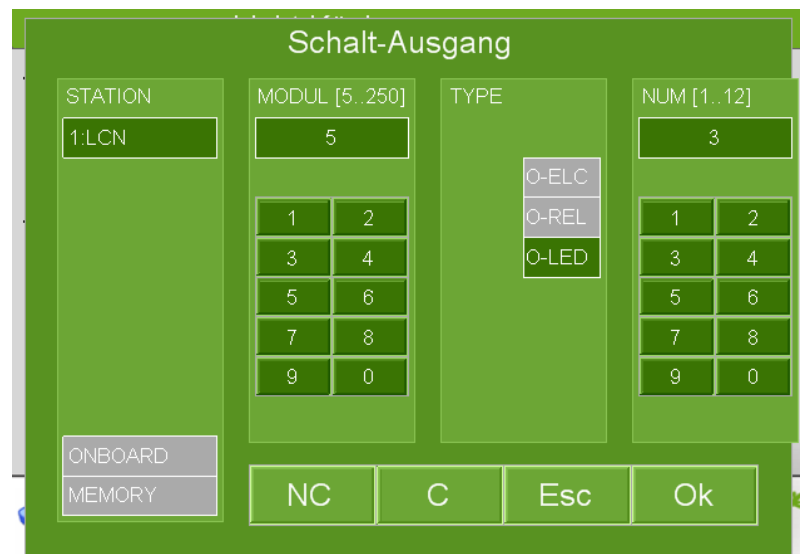 Schalt-Ausgang
STATION
1:LCN
ONBOARD
MEMORY
MODUL [5..250]
5
1 2
3 4
5 6
7 8
9 0
TYPE
O-ELC
O-REL
O-LED
NUM [1..12]
3
1 2
3 4
5 6
7 8
9 0
NC C Esc Ok